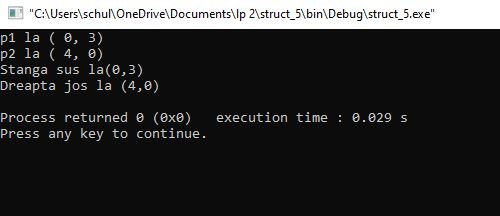 "C:\Users\schul\OneDrive\Documents\lp 2\struct_5\bin\Debug\struct_5.exe"
p1 la ( 0, 3)
p2 la ( 4, 0)
Stanga sus la(0,3)
Dreapta jos la (4,0)
Process returned 0 (0x0)   execution time : 0.029 s
Press any key to continue.